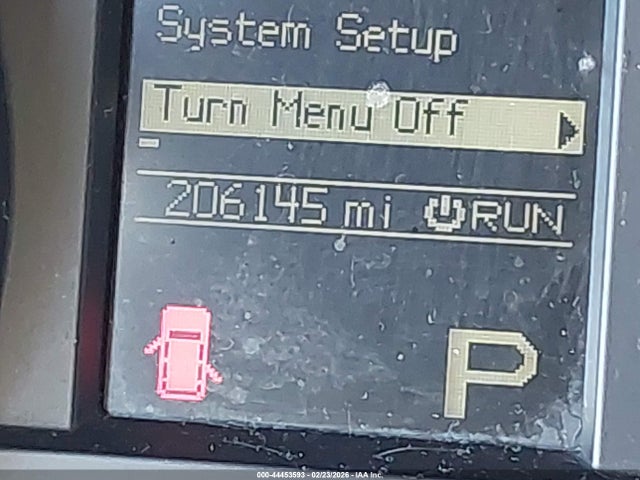 System Setup
Turn Menu Off
206145 mi RUN
P
000-44453593 - 02/23/2026 - IAA Inc.